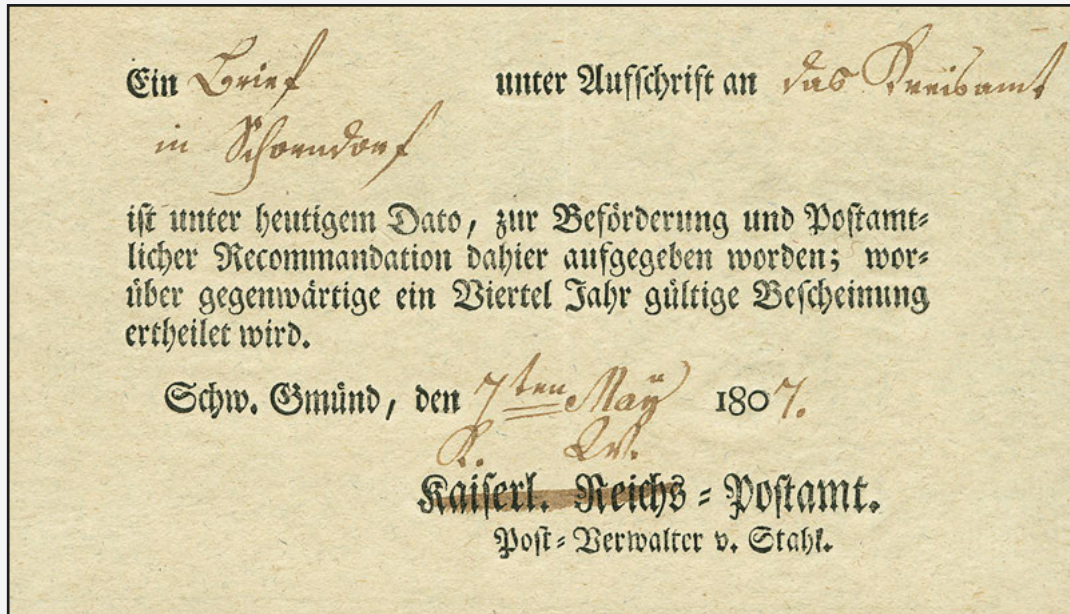 Ein Brief unter Aufschrift an das Kreisamt
in Schorndorf
ist unter heutigem Dato, zur Beförderung und Postamt=
licher Recommandation dahier aufgegeben worden; wor=
über gegenwärtige ein Viertel Jahr gültige Bescheinung
ertheilet wird.
Schw. Gmünd, den 7ten May 1807.
K. W.
Kaiserl. Reichs = Postamt.
Post = Verwalter v. Stahl.